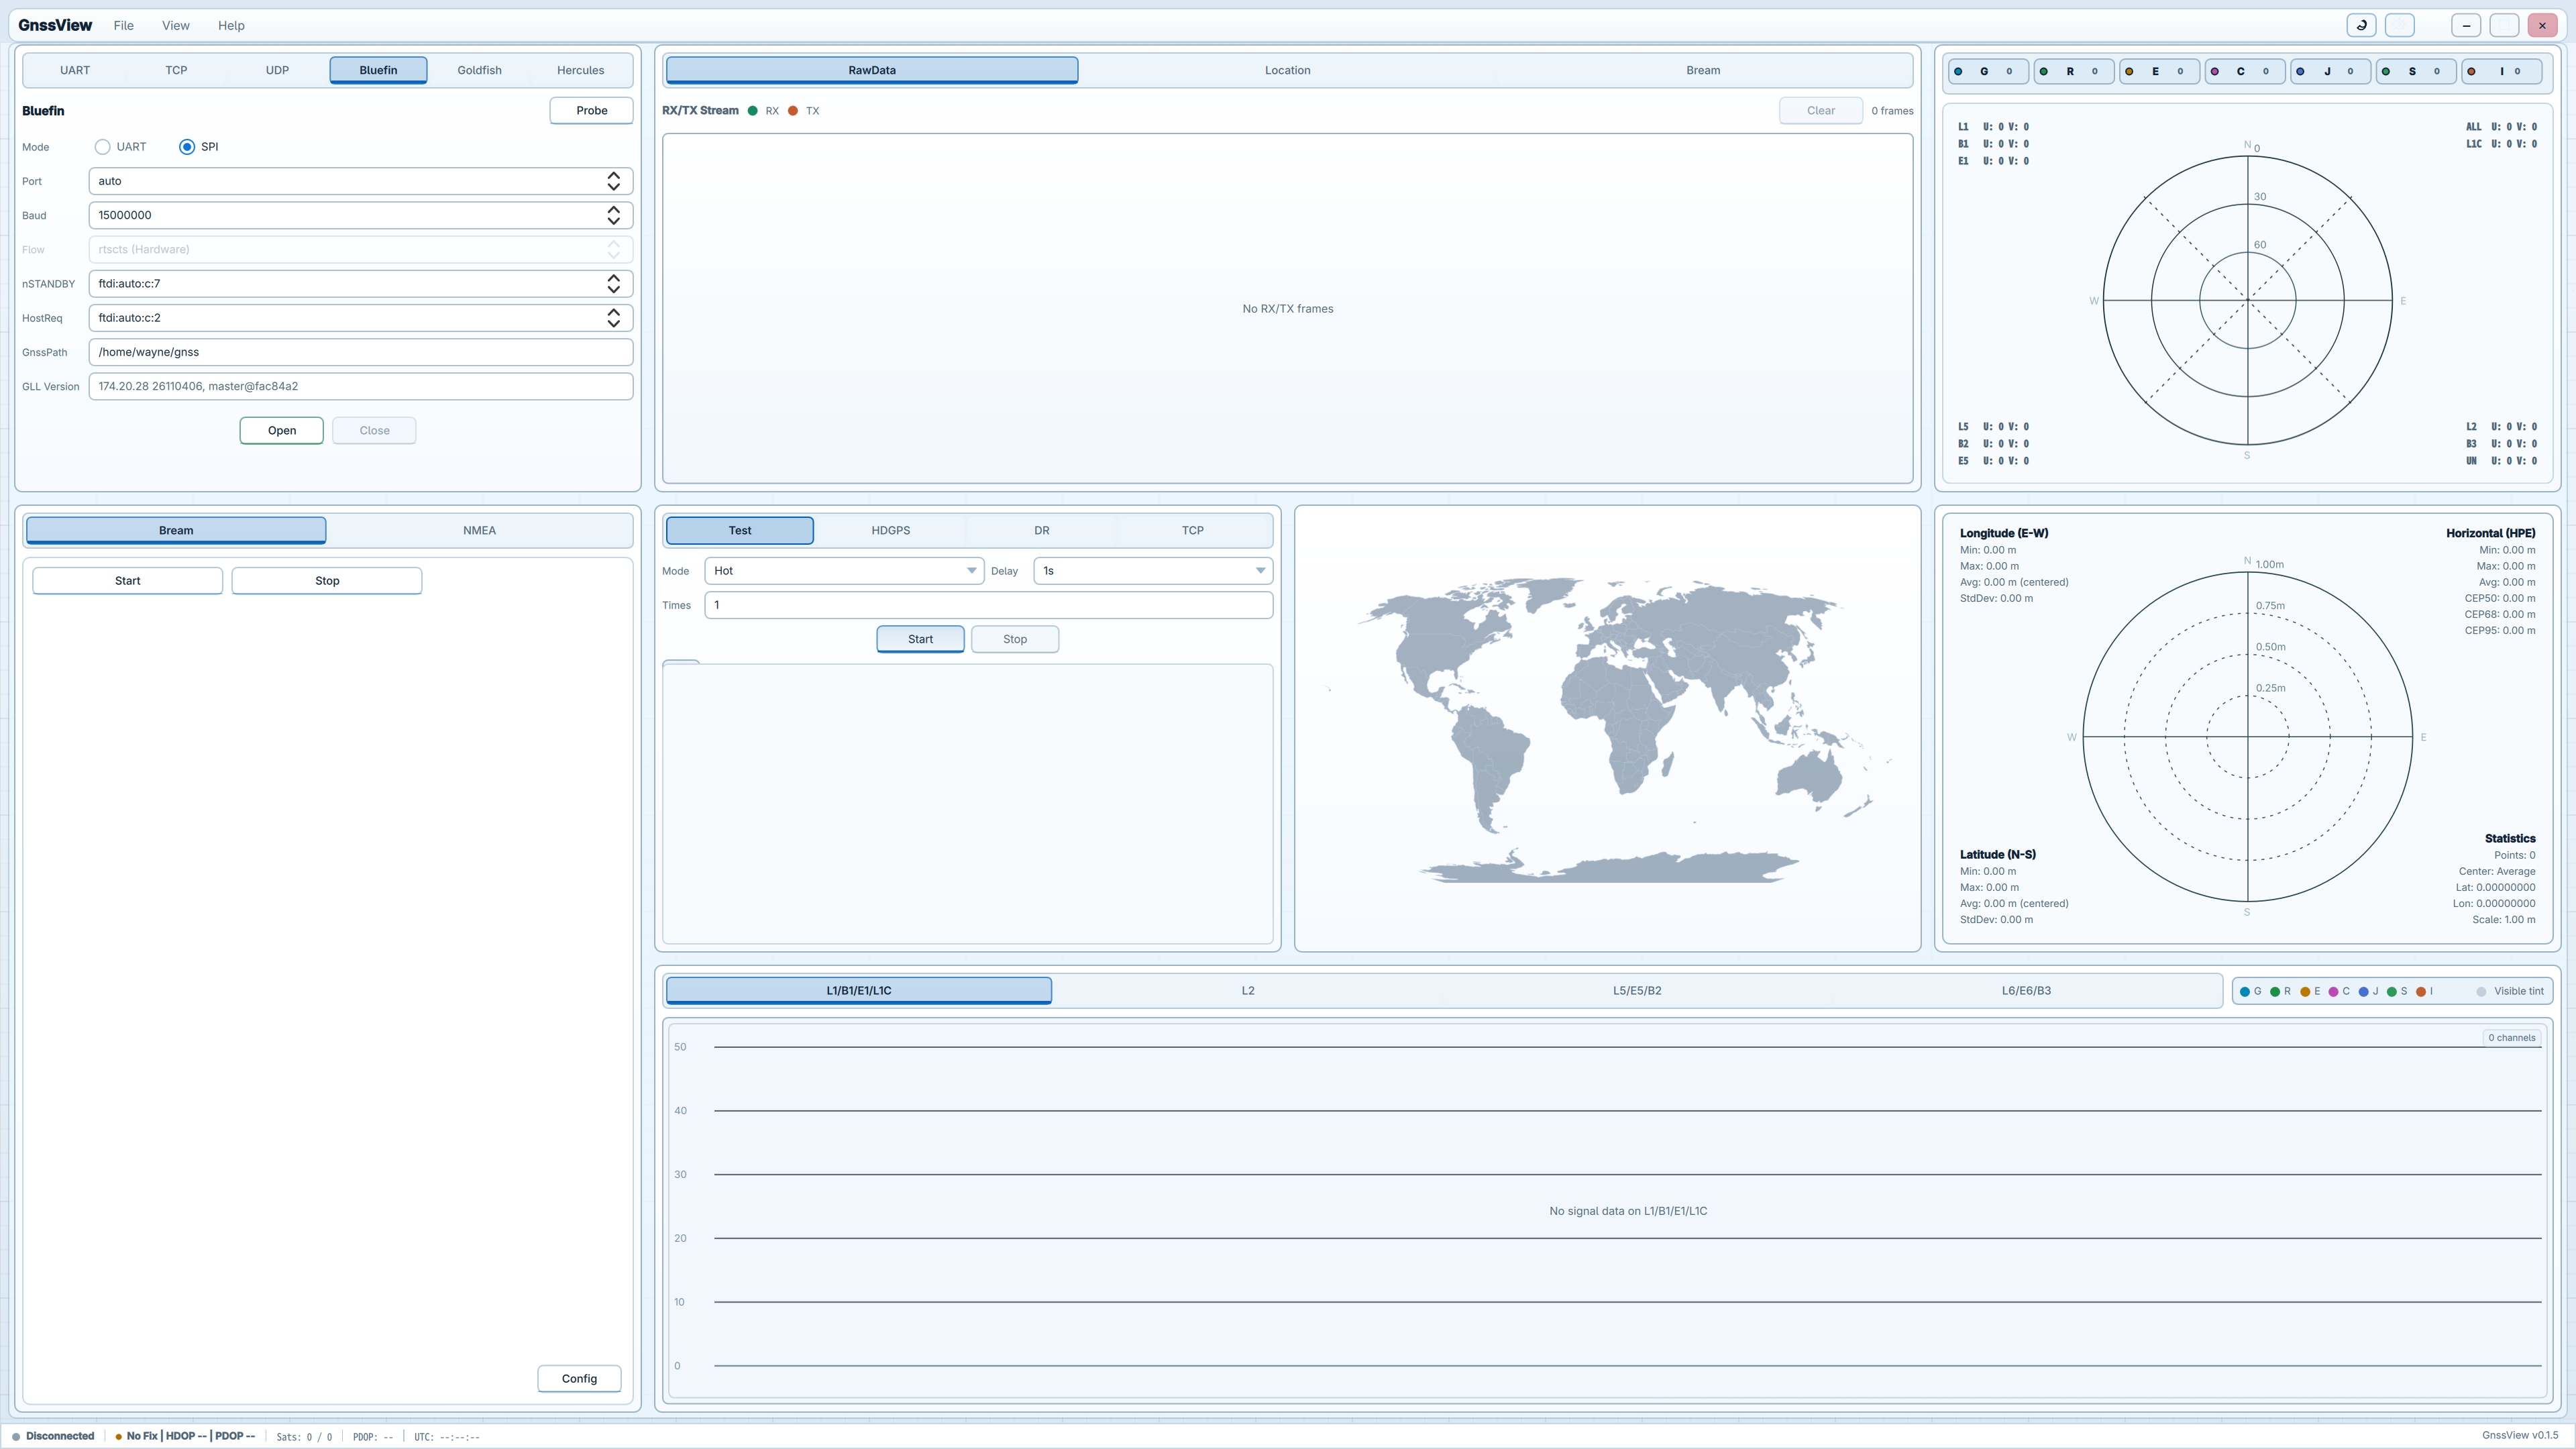 GnssView File View Help
UART TCP UDP Bluefin Goldfish Hercules
Bluefin Probe
Mode UART SPI
Port auto
Baud 15000000
Flow rtscts (Hardware)
nSTANDBY ftdi:auto:c:7
HostReq ftdi:auto:c:2
GnssPath /home/wayne/gnss
GLL Version 174.20.28 26110406, master@fac84a2
Open Close
RawData Location Bream
RX/TX Stream RX TX Clear 0 frames
No RX/TX frames
G 0 R 0 E 0 C 0 J 0 S 0 I 0
L1 U: 0 V: 0
B1 U: 0 V: 0
E1 U: 0 V: 0
ALL U: 0 V: 0
L1C U: 0 V: 0
N 0
30
60
W E
S
L5 U: 0 V: 0
B2 U: 0 V: 0
E5 U: 0 V: 0
L2 U: 0 V: 0
B3 U: 0 V: 0
UN U: 0 V: 0
Bream NMEA
Start Stop
Config
Test HDGPS DR TCP
Mode Hot Delay 1s
Times 1
Start Stop
Longitude (E-W)
Min: 0.00 m
Max: 0.00 m
Avg: 0.00 m (centered)
StdDev: 0.00 m
Horizontal (HPE)
Min: 0.00 m
Max: 0.00 m
Avg: 0.00 m
CEP50: 0.00 m
CEP68: 0.00 m
CEP95: 0.00 m
N 1.00m
0.75m
0.50m
0.25m
W E
S
Latitude (N-S)
Min: 0.00 m
Max: 0.00 m
Avg: 0.00 m (centered)
StdDev: 0.00 m
Statistics
Points: 0
Center: Average
Lat: 0.00000000
Lon: 0.00000000
Scale: 1.00 m
L1/B1/E1/L1C L2 L5/E5/B2 L6/E6/B3
G R E C J S I Visible tint
0 channels
50
40
30
No signal data on L1/B1/E1/L1C
20
10
0
Disconnected No Fix | HDOP -- | PDOP -- Sats: 0 / 0 PDOP: -- UTC: --:--:-- GnssView v0.1.5